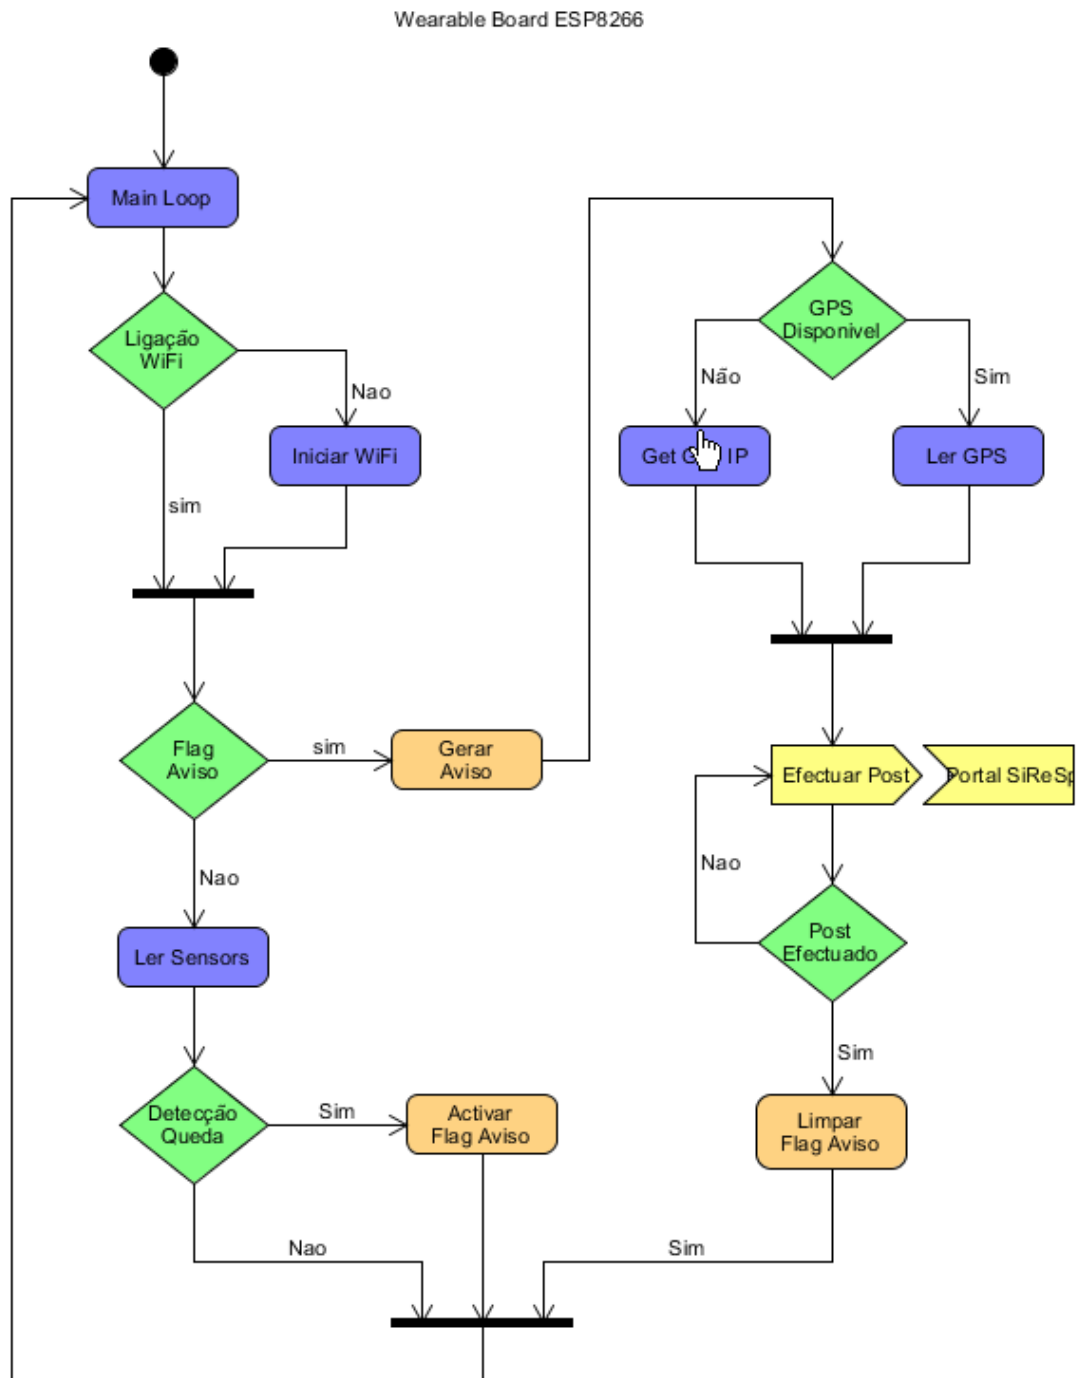 Wearable Board ESP8266
Main Loop
Ligação
WiFi
Nao
Iniciar WiFi
sim
Flag
Aviso
sim
Gerar
Aviso
Nao
Ler Sensors
Detecção
Queda
Sim
Activar
Flag Aviso
Nao
GPS
Disponivel
Não
Sim
Get IP
Ler GPS
Efectuar Post
Portal
Nao
Post
Efectuado
Sim
Limpar
Flag Aviso
Sim